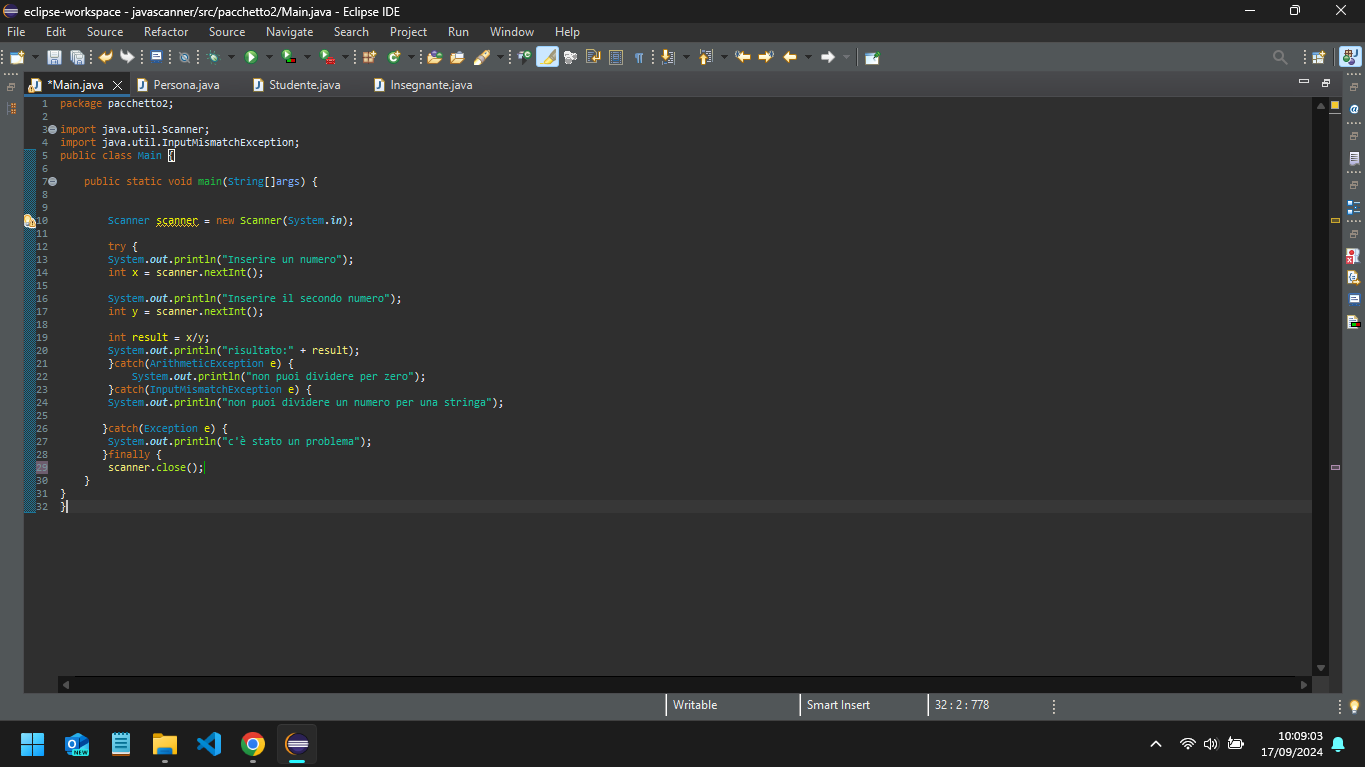 eclipse-workspace - javascanner/src/pacchetto2/Main.java - Eclipse IDE
File Edit Source Refactor Source Navigate Search Project Run Window Help
*Main.java Persona.java Studente.java Insegnante.java
1 package pacchetto2;
2
3 import java.util.Scanner;
4 import java.util.InputMismatchException;
5 public class Main {
6
7 public static void main(String[]args) {
8
9
10 Scanner scanner = new Scanner(System.in);
11
12 try {
13 System.out.println("Inserire un numero");
14 int x = scanner.nextInt();
15
16 System.out.println("Inserire il secondo numero");
17 int y = scanner.nextInt();
18
19 int result = x/y;
20 System.out.println("risultato:" + result);
21 }catch(ArithmeticException e) {
22 System.out.println("non puoi dividere per zero");
23 }catch(InputMismatchException e) {
24 System.out.println("non puoi dividere un numero per una stringa");
25
26 }catch(Exception e) {
27 System.out.println("c'è stato un problema");
28 }finally {
29 scanner.close();
30 }
31 }
32 }
Writable Smart Insert 32 : 2 : 778
NEW
10:09:03
17/09/2024